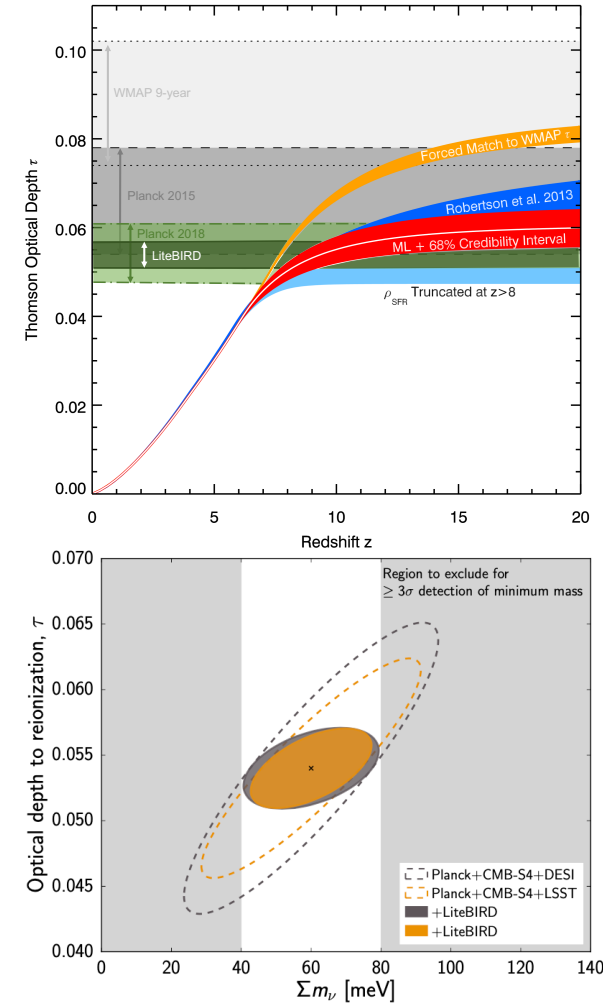 0.10
0.08
0.06
0.04
0.02
0.00
Thomson Optical Depth τ
WMAP 9-year
Planck 2015
Planck 2018
LiteBIRD
Forced Match to WMAP τ
Robertson et al. 2013
ML + 68% Credibility Interval
ρSFR Truncated at z>8
0 5 10 15 20
Redshift z
0.070
0.065
0.060
0.055
0.050
0.045
0.040
Optical depth to reionization, τ
Region to exclude for
≥ 3σ detection of minimum mass
Planck+CMB-S4+DESI
Planck+CMB-S4+LSST
+LiteBIRD
+LiteBIRD
0 20 40 60 80 100 120 140
Σmν [meV]